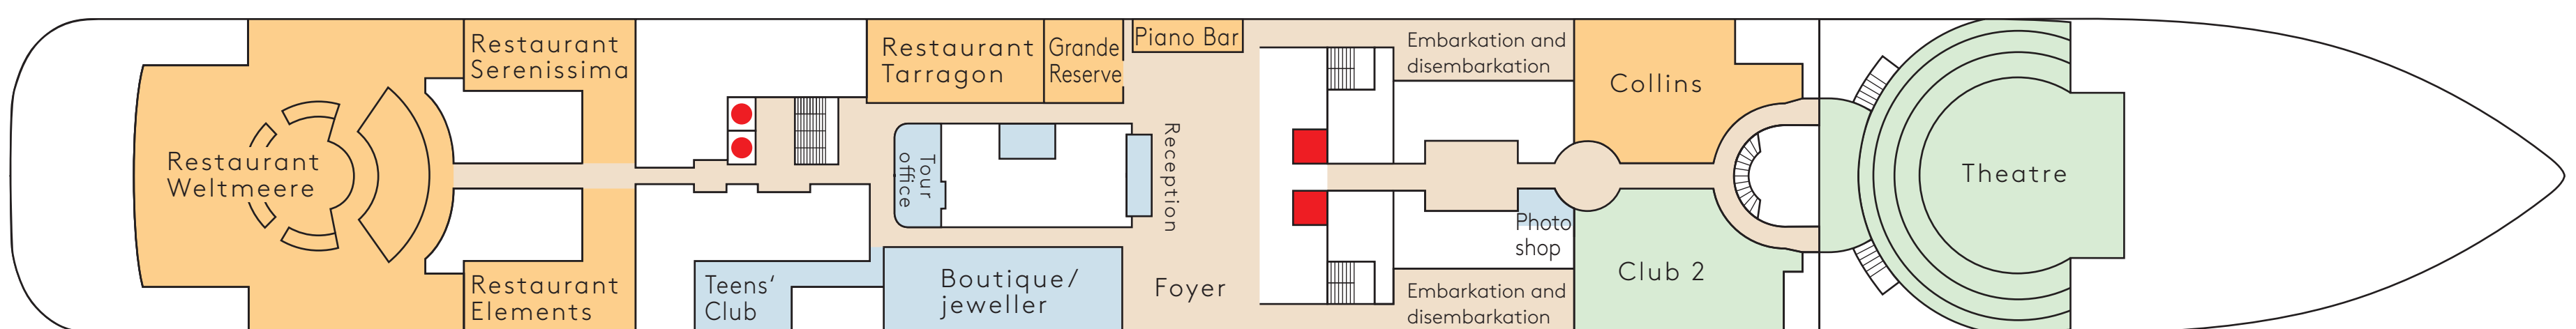 Restaurant
Weltmeere
Restaurant
Serenissima
Restaurant
Elements
Restaurant
Tarragon
Grande
Reserve
Piano Bar
Tour
office
Reception
Teens‘
Club
Boutique/
jeweller
Foyer
Embarkation and
disembarkation
Embarkation and
disembarkation
Photo
shop
Collins
Club 2
Theatre